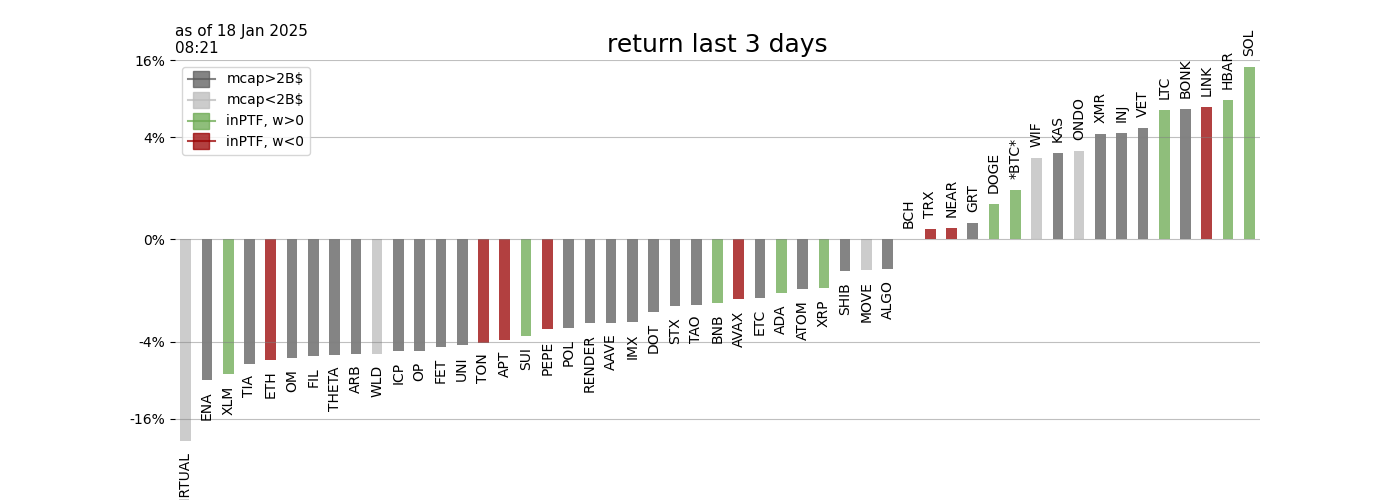 as of 18 Jan 2025
08:21
return last 3 days
16%
4%
0%
-4%
-16%
mcap>2B$
mcap<2B$
inPTF, w>0
inPTF, w<0
RTUAL
ENA
XLM
TIA
ETH
OM
FIL
THETA
ARB
WLD
ICP
OP
FET
UNI
TON
APT
SUI
PEPE
POL
RENDER
AAVE
IMX
DOT
STX
TAO
BNB
AVAX
ETC
ADA
ATOM
XRP
SHIB
MOVE
ALGO
BCH
TRX
NEAR
GRT
DOGE
*BTC*
WIF
KAS
ONDO
XMR
INJ
VET
LTC
BONK
LINK
HBAR
SOL